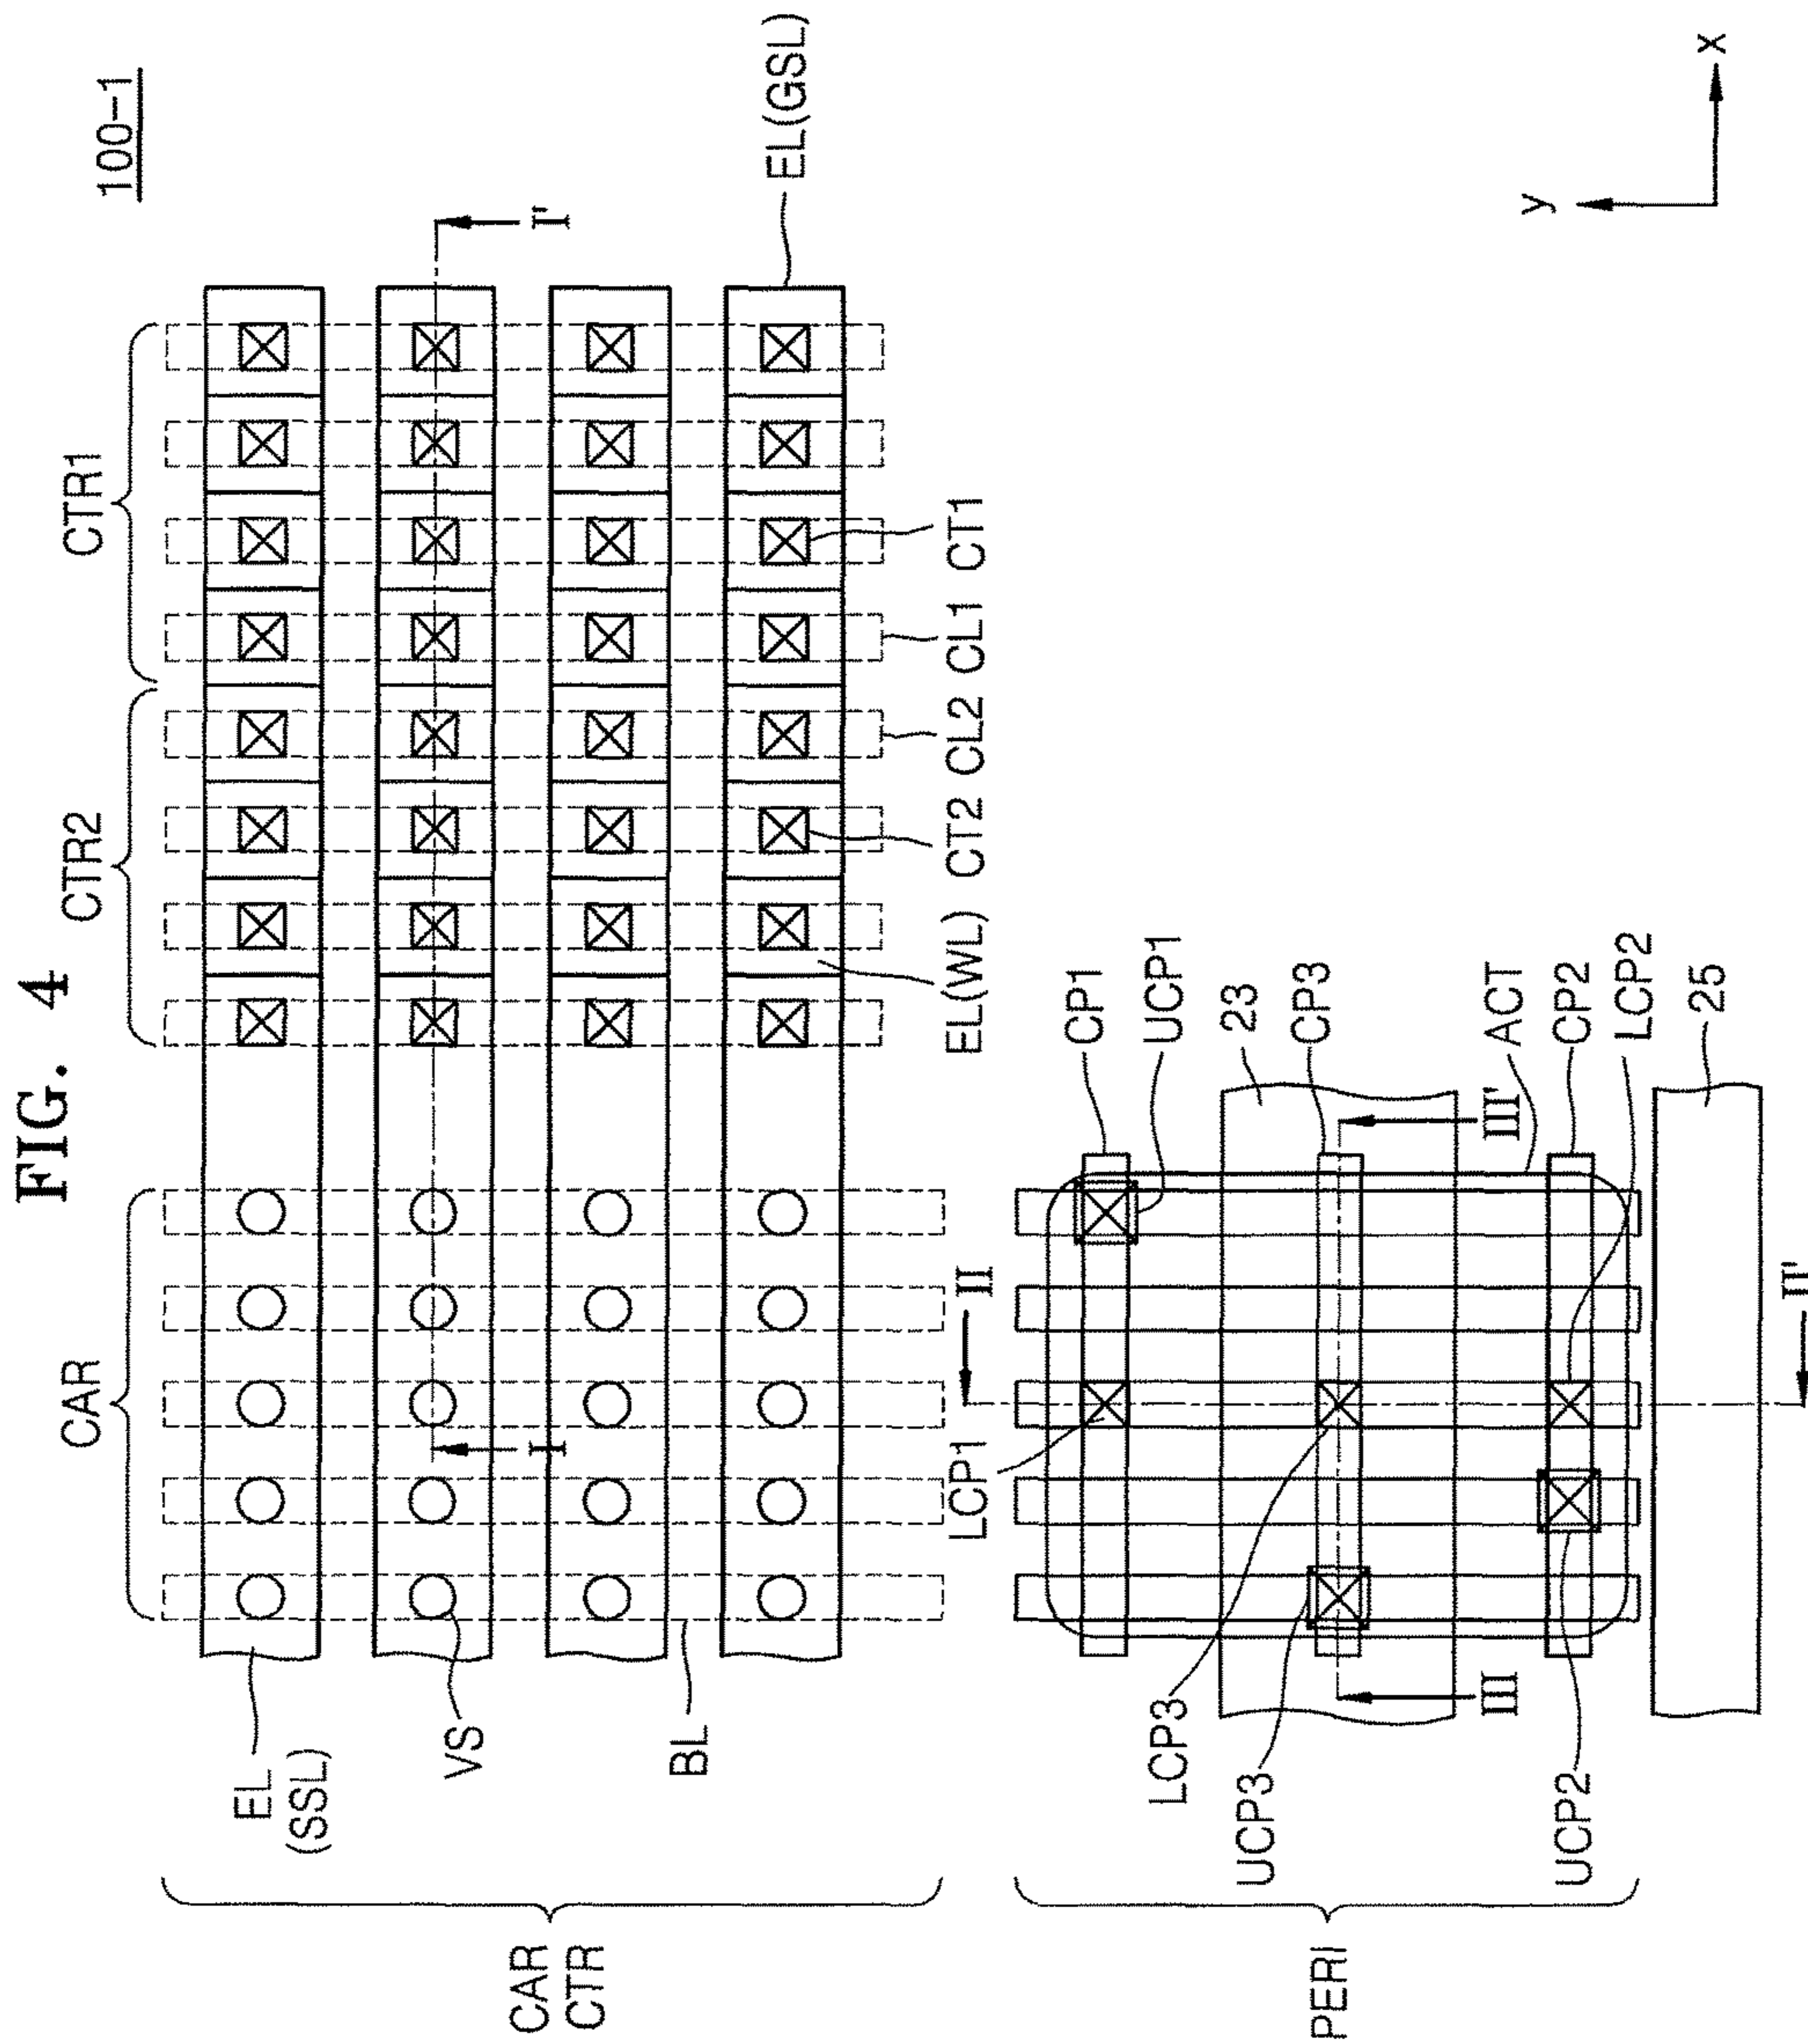 FIG. 4
100-1
CAR
CTR2
CTR1
I'
EL(GSL)
EL
(SSL)
VS
I
BL
CAR
CTR
EL(WL)
CT2
CL2
CL1
CT1
LCP1
II
CP1
UCP1
23
CP3
III'
ACT
CP2
LCP2
25
LCP3
UCP3
III
UCP2
II'
PERI
y
x